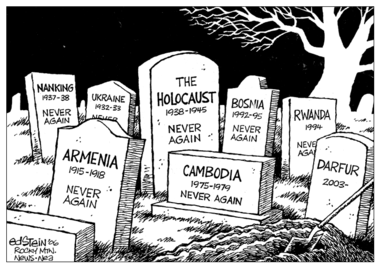 NANKING
1937-38
NEVER
AGAIN
UKRAINE
1932-33
NEVER
THE
HOLOCAUST
1938-1945
NEVER
AGAIN
BOSNIA
1992-95
NEVER
AGAIN
RWANDA
1994
NEVE
AGAI
ARMENIA
1915-1918
NEVER
AGAIN
CAMBODIA
1975-1979
NEVER AGAIN
DARFUR
2003-
EdStein '06
ROCKY MTN.
NEWS-NEA